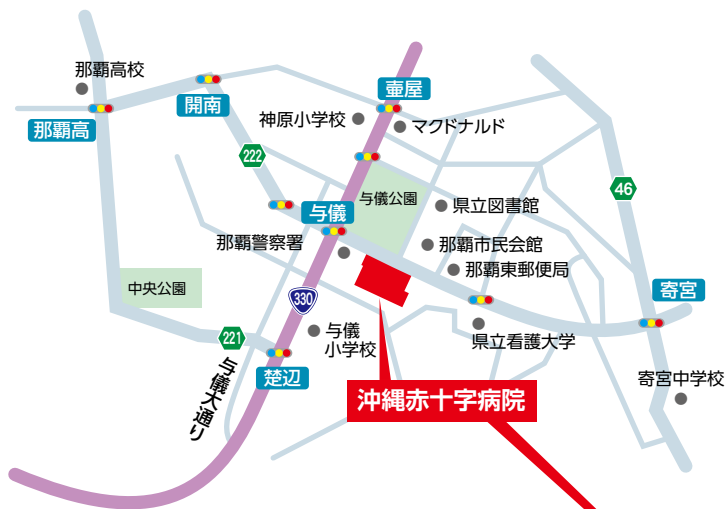 那覇高校
那覇高
開南
222
壷屋
神原小学校
マクドナルド
46
与儀公園
県立図書館
与儀
那覇市民会館
那覇警察署
那覇東郵便局
中央公園
330
寄宮
221
与儀
小学校
県立看護大学
楚辺
与儀大通り
寄宮中学校
沖縄赤十字病院